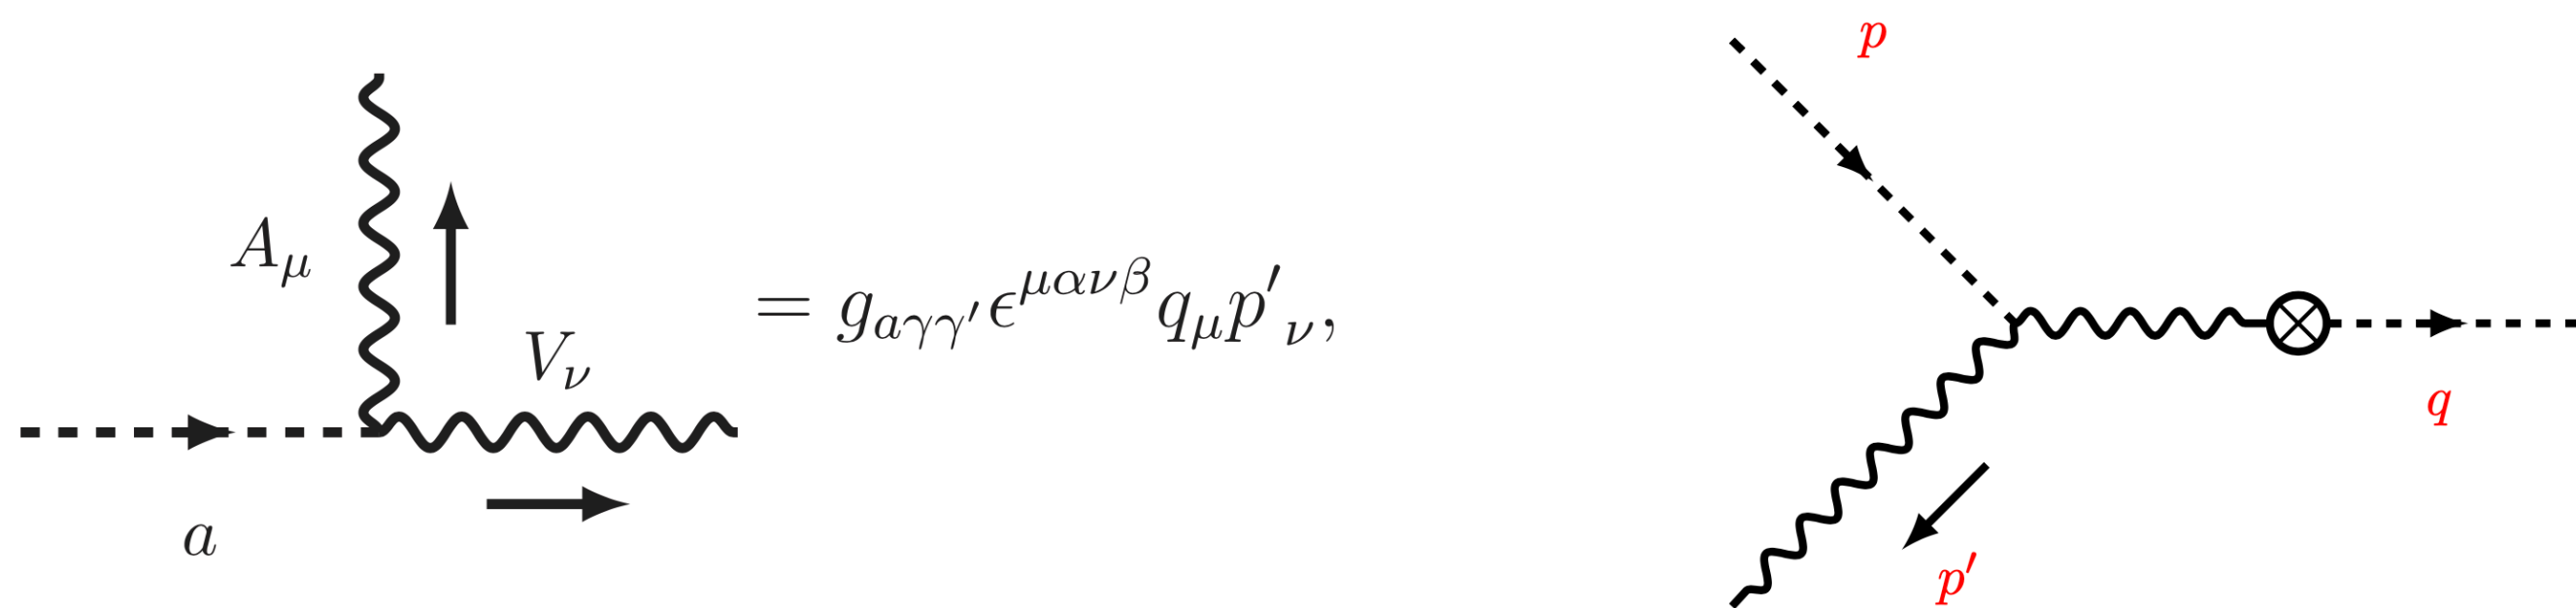 A_μ
V_ν
a
= g_{aγγ′} ϵ^{μανβ} q_μ p′_ν,
p
q
p′